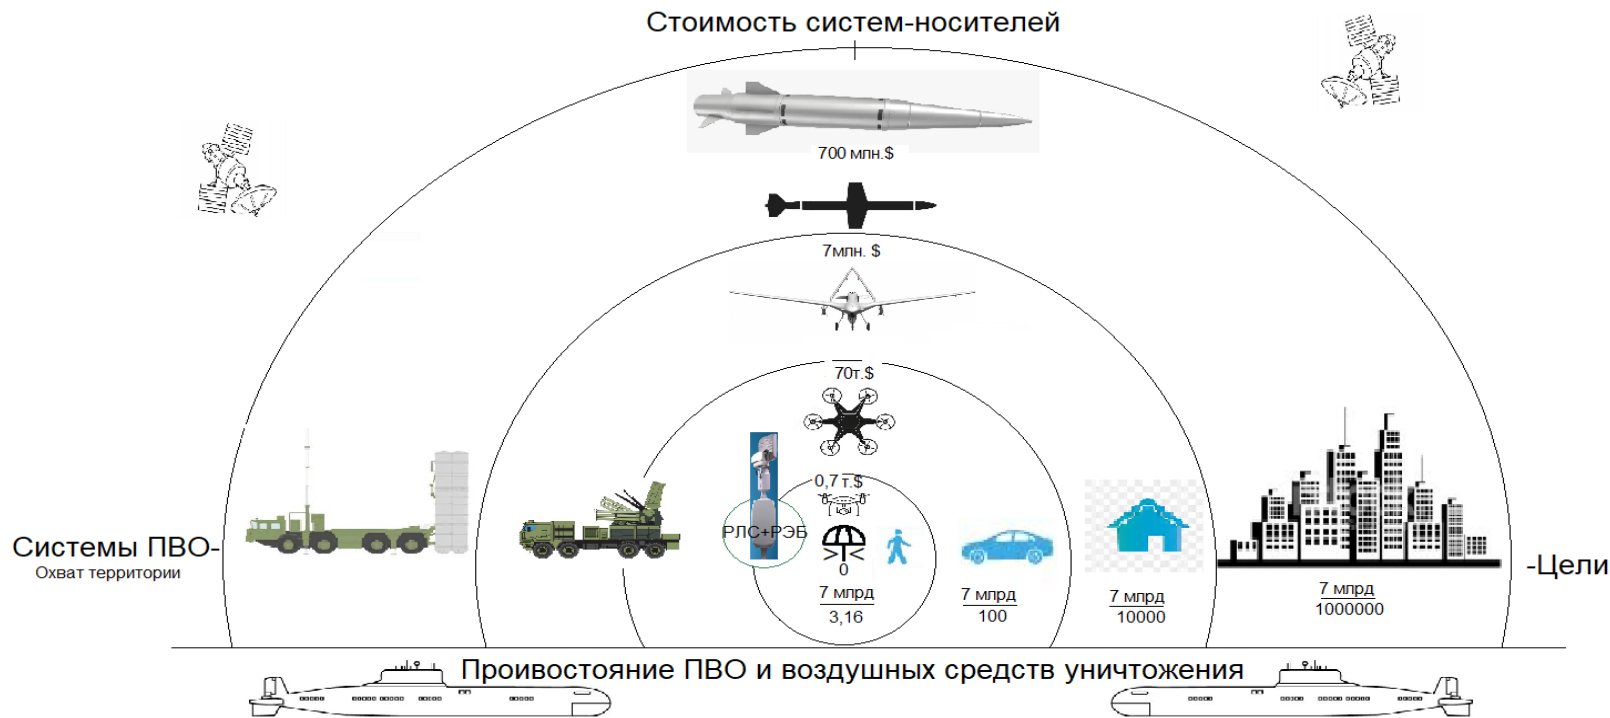 Стоимость систем-носителей
700 млн.$
7млн. $
70т.$
0,7 т.$
РЛС+РЭБ
0
Системы ПВО-
Охват территории
-Цели
7 млрд
3,16
7 млрд
100
7 млрд
10000
7 млрд
1000000
Проивостояние ПВО и воздушных средств уничтожения